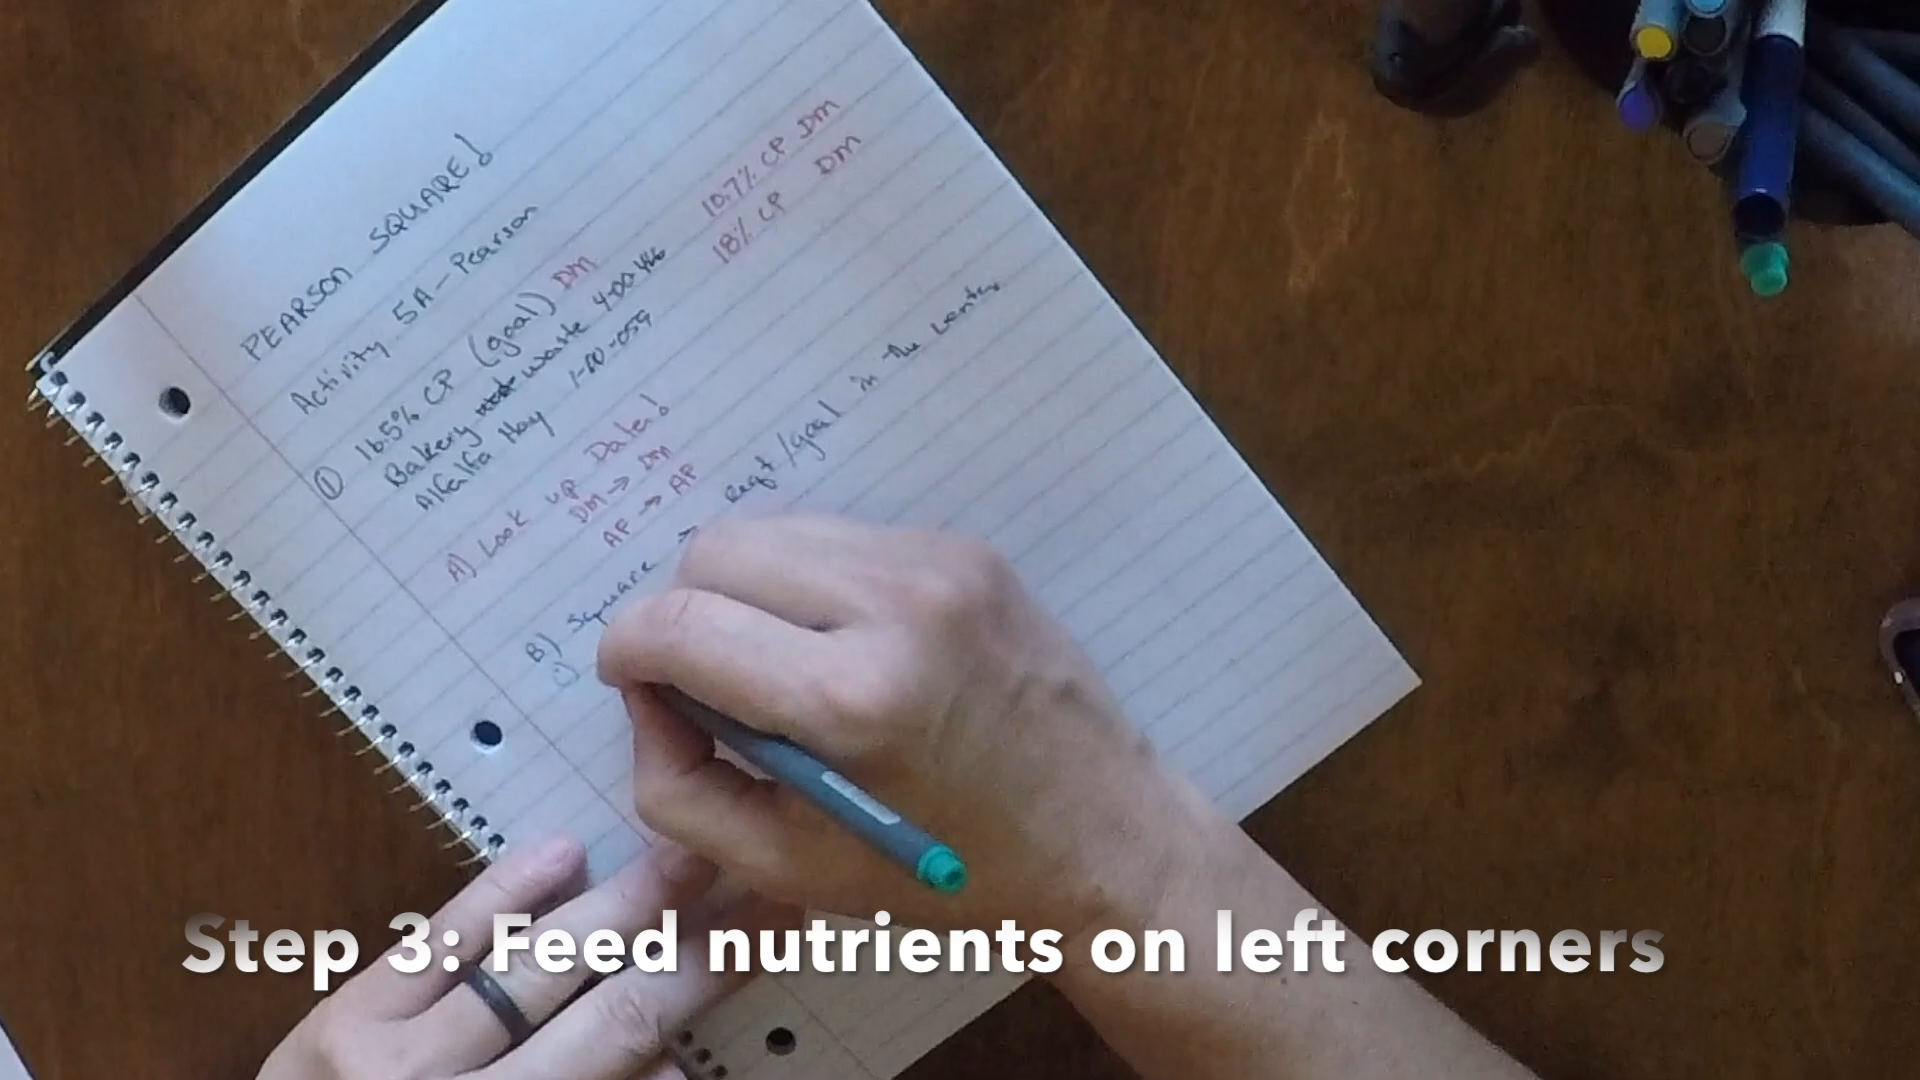 PEARSON SQUARE!
Activity 5A - Pearson
① 16.5% CP (goal) DM
Bakery waste 4-00-466 10.7% CP DM
Alfalfa Hay 1-00-059 18% CP DM
A) Look up Data!
DM → DM
AF → AF
B) Square → Reqt/goal in the center
c)
Step 3: Feed nutrients on left corners